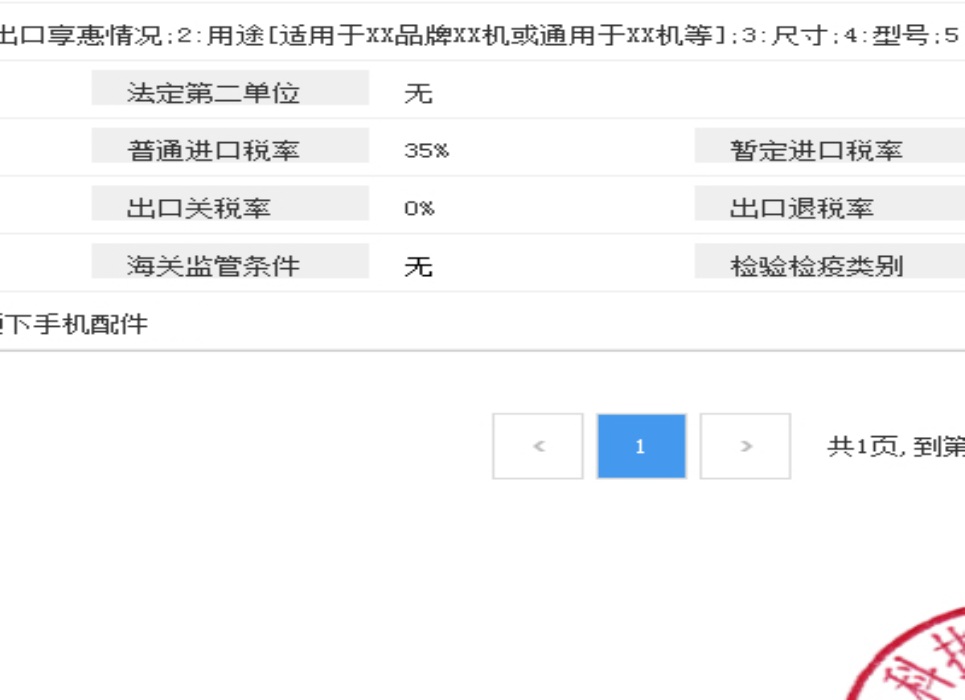 出口享惠情况;2:用途[适用于XX品牌XX机或通用于XX机等];3:尺寸;4:型号;5
法定第二单位 无
普通进口税率 35% 暂定进口税率
出口关税率 0% 出口退税率
海关监管条件 无 检验检疫类别
下手机配件
< 1 > 共1页,到第
科技